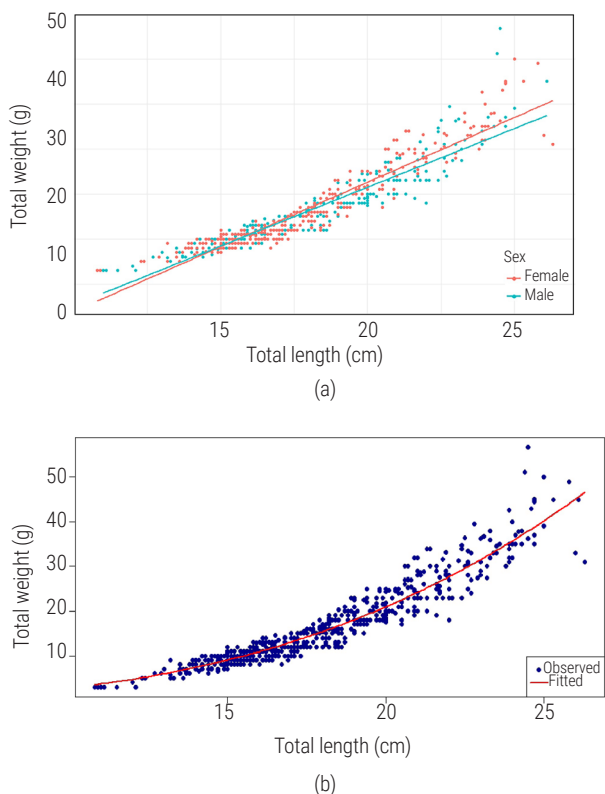 50
40
30
20
10
0
Total weight (g)
Sex
Female
Male
15 20 25
Total length (cm)
(a)
50
40
30
20
10
Total weight (g)
Observed
Fitted
15 20 25
Total length (cm)
(b)